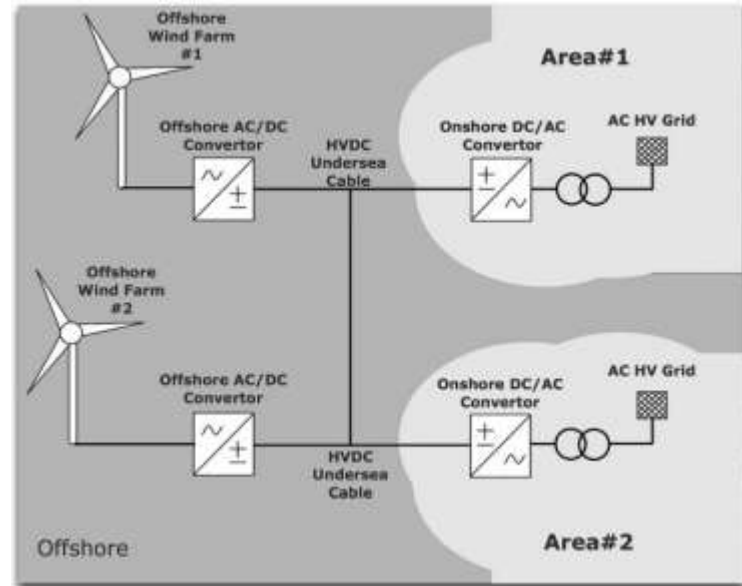 Offshore
Wind Farm
#1
Area#1
Offshore AC/DC
Convertor
HVDC
Undersea
Cable
Onshore DC/AC
Convertor
AC HV Grid
Offshore
Wind Farm
#2
Offshore AC/DC
Convertor
Onshore DC/AC
Convertor
AC HV Grid
HVDC
Undersea
Cable
Offshore
Area#2